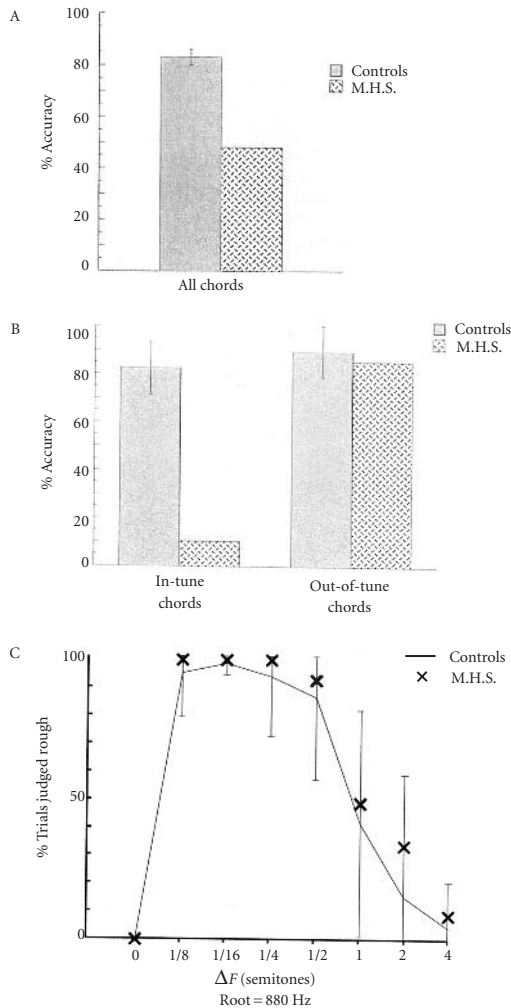 A
100
80
60
40
20
0
% Accuracy
Controls
M.H.S.
All chords
B
100
80
60
40
20
0
% Accuracy
Controls
M.H.S.
In-tune
chords
Out-of-tune
chords
C
100
50
0
% Trials judged rough
Controls
M.H.S.
0 1/8 1/16 1/4 1/2 1 2 4
ΔF (semitones)
Root = 880 Hz